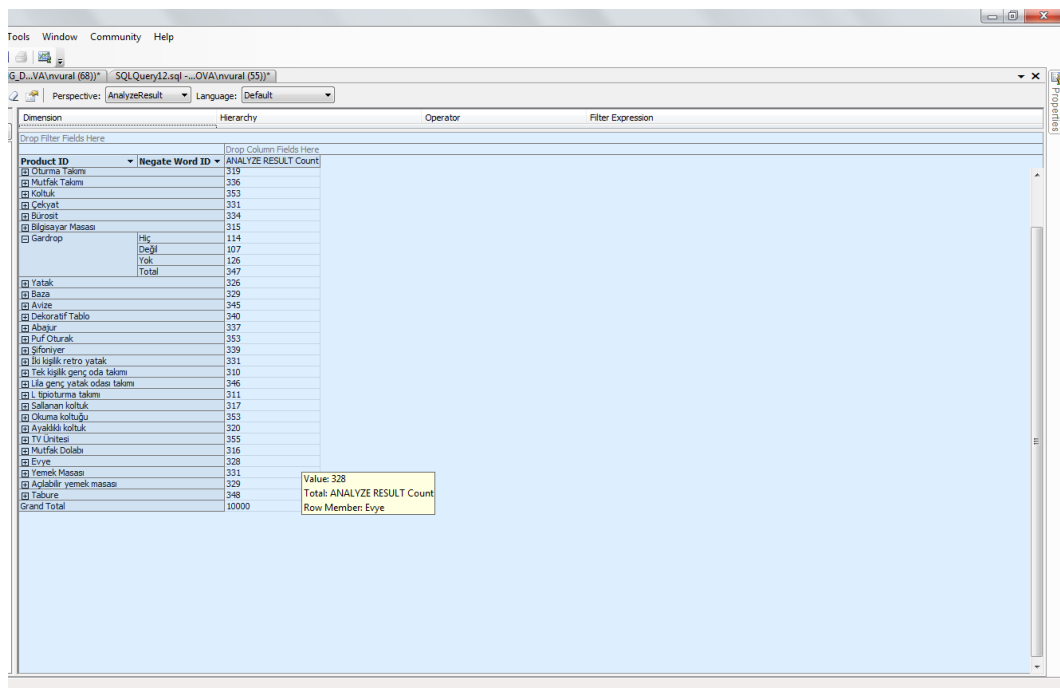 Tools Window Community Help
G_D...VA\nvural (68))* SQLQuery12.sql -...OVA\nvural (55))*
Perspective: AnalyzeResult Language: Default
Properties
Dimension Hierarchy Operator Filter Expression
Drop Filter Fields Here
Drop Column Fields Here
Product ID Negate Word ID ANALYZE RESULT Count
Oturma Takımı 319
Mutfak Takımı 336
Koltuk 353
Çekyat 331
Bürosit 334
Bilgisayar Masası 315
Gardrop Hiç 114
Değil 107
Yok 126
Total 347
Yatak 326
Baza 329
Avize 345
Dekoratif Tablo 340
Abajur 337
Puf Oturak 353
Şifoniyer 339
İki kişilik retro yatak 331
Tek kişilik genç oda takımı 310
Lila genç yatak odası takımı 346
L tipioturma takımı 311
Sallanan koltuk 317
Okuma koltuğu 353
Ayaklıklı koltuk 320
TV Ünitesi 355
Mutfak Dolabı 316
Evye 328
Yemek Masası 331
Açılabilir yemek masası 329
Tabure 348
Grand Total 10000
Value: 328
Total: ANALYZE RESULT Count
Row Member: Evye